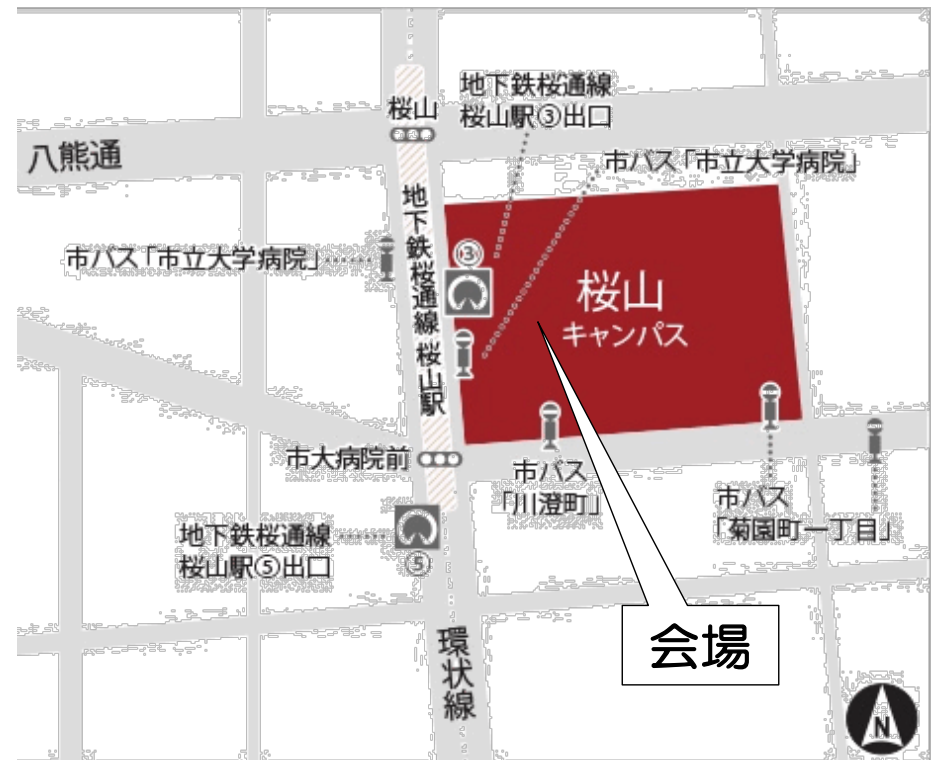 地下鉄桜通線
桜山駅③出口
桜山
八熊通
市バス「市立大学病院」
市バス「市立大学病院」
③
地下鉄桜通線 桜山駅
桜山
キャンパス
市大病院前
市バス
「川澄町」
市バス
「菊園町一丁目」
地下鉄桜通線
桜山駅⑤出口
⑤
会場
環状線
N